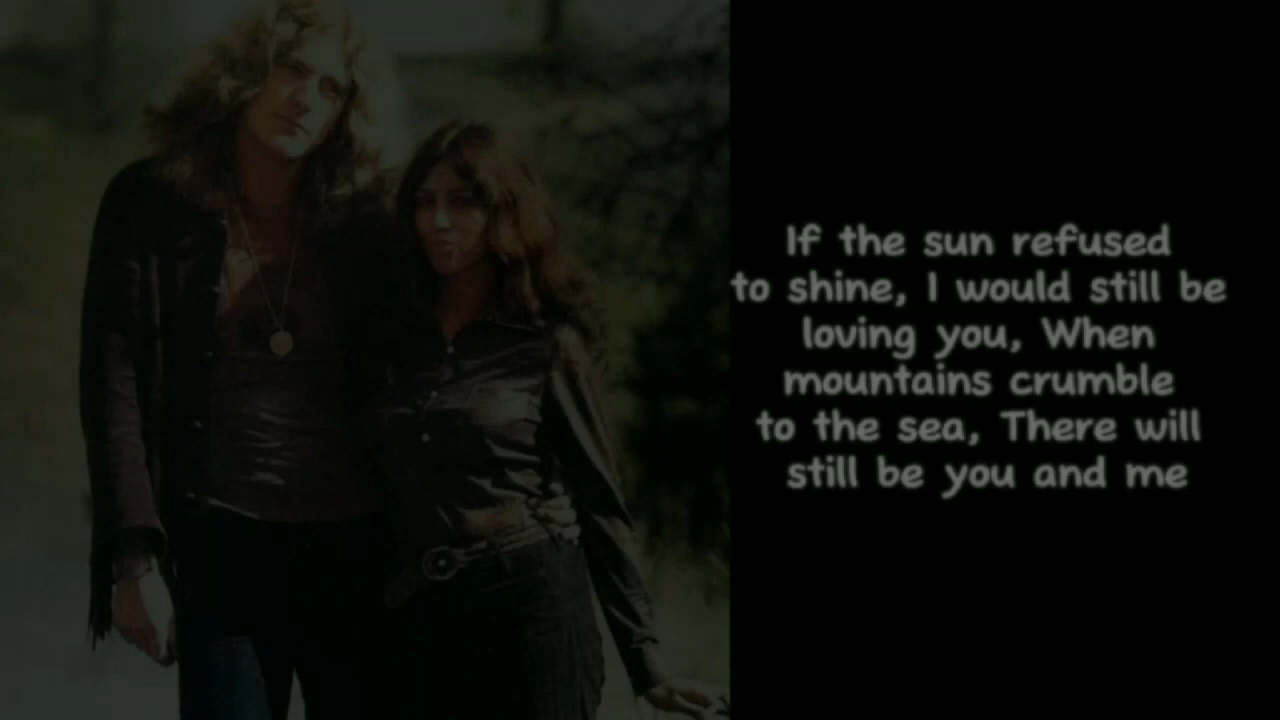 If the sun refused
to shine, I would still be
loving you, When
mountains crumble
to the sea, There will
still be you and me